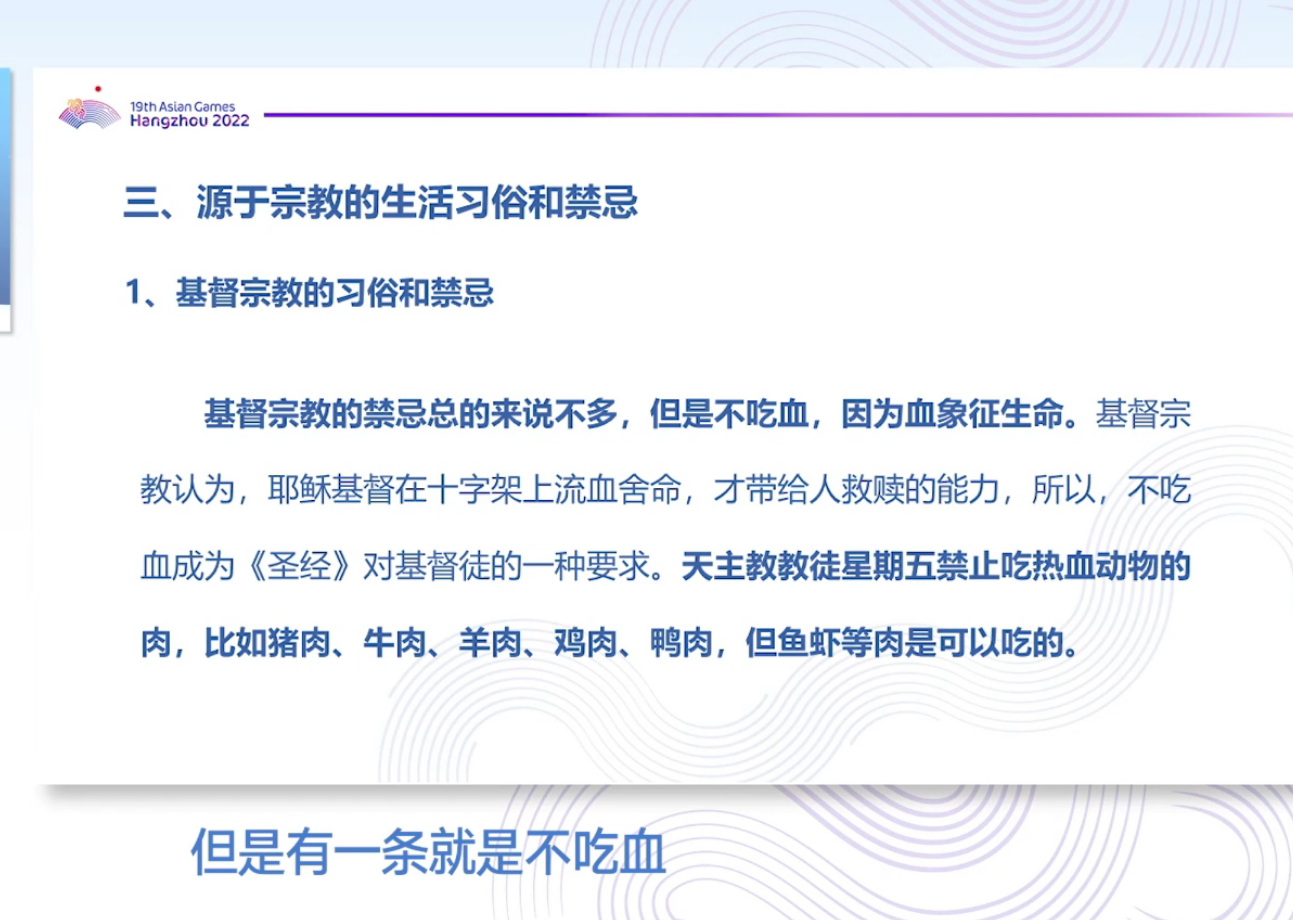 19th Asian Games
Hangzhou 2022
三、源于宗教的生活习俗和禁忌
1、基督宗教的习俗和禁忌
基督宗教的禁忌总的来说不多，但是不吃血，因为血象征生命。基督宗
教认为，耶稣基督在十字架上流血舍命，才带给人救赎的能力，所以，不吃
血成为《圣经》对基督徒的一种要求。天主教教徒星期五禁止吃热血动物的
肉，比如猪肉、牛肉、羊肉、鸡肉、鸭肉，但鱼虾等肉是可以吃的。
但是有一条就是不吃血